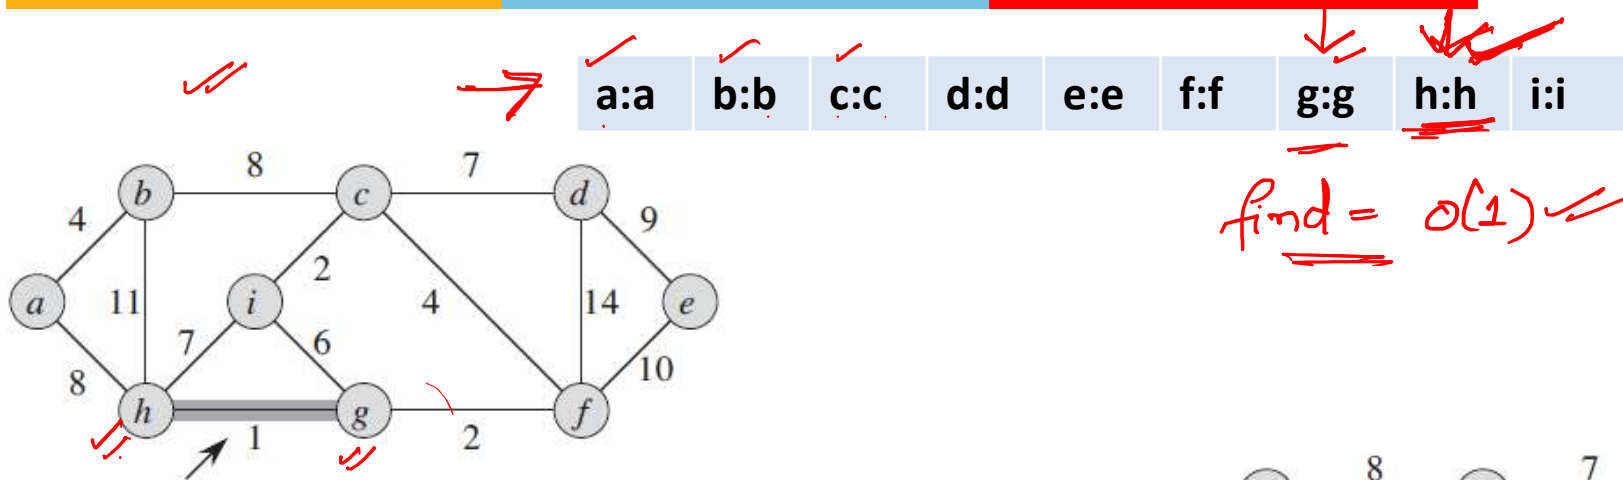 a:a b:b c:c d:d e:e f:f g:g h:h i:i
find = O(1)
8 7
b c d
4 9
2
a 11 i 4 14 e
7 6
8 10
h g f
1 2
8 7